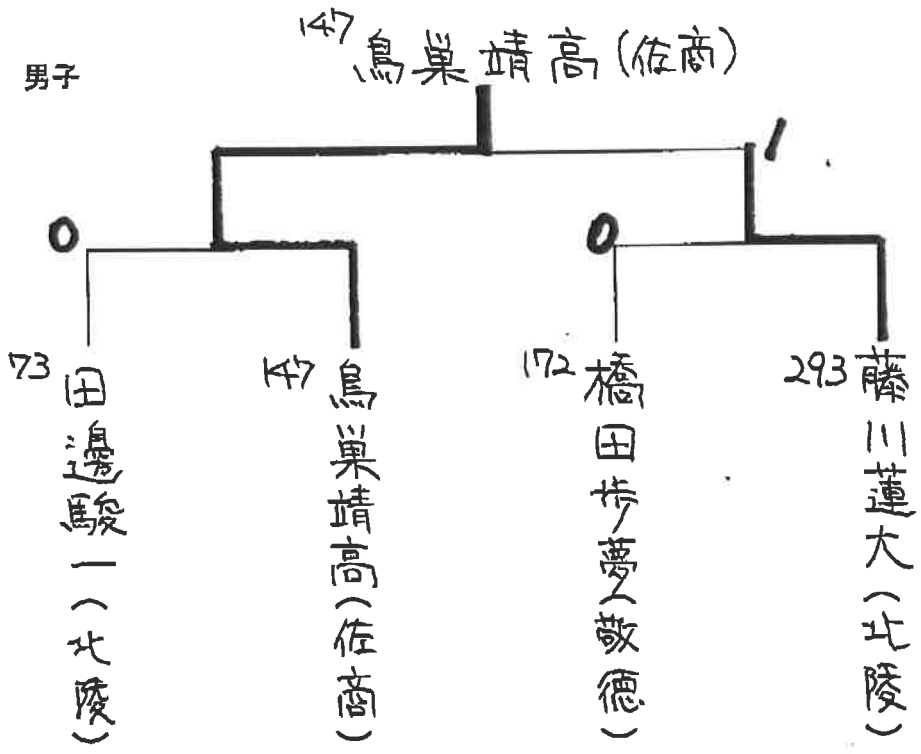 147 鳥巣靖高(佐商)
男子
1
0
0
73 田邊駿一(北陵)
147 鳥巣靖高(佐商)
172 橋田歩夢(敬徳)
293 藤川蓮大(北陵)